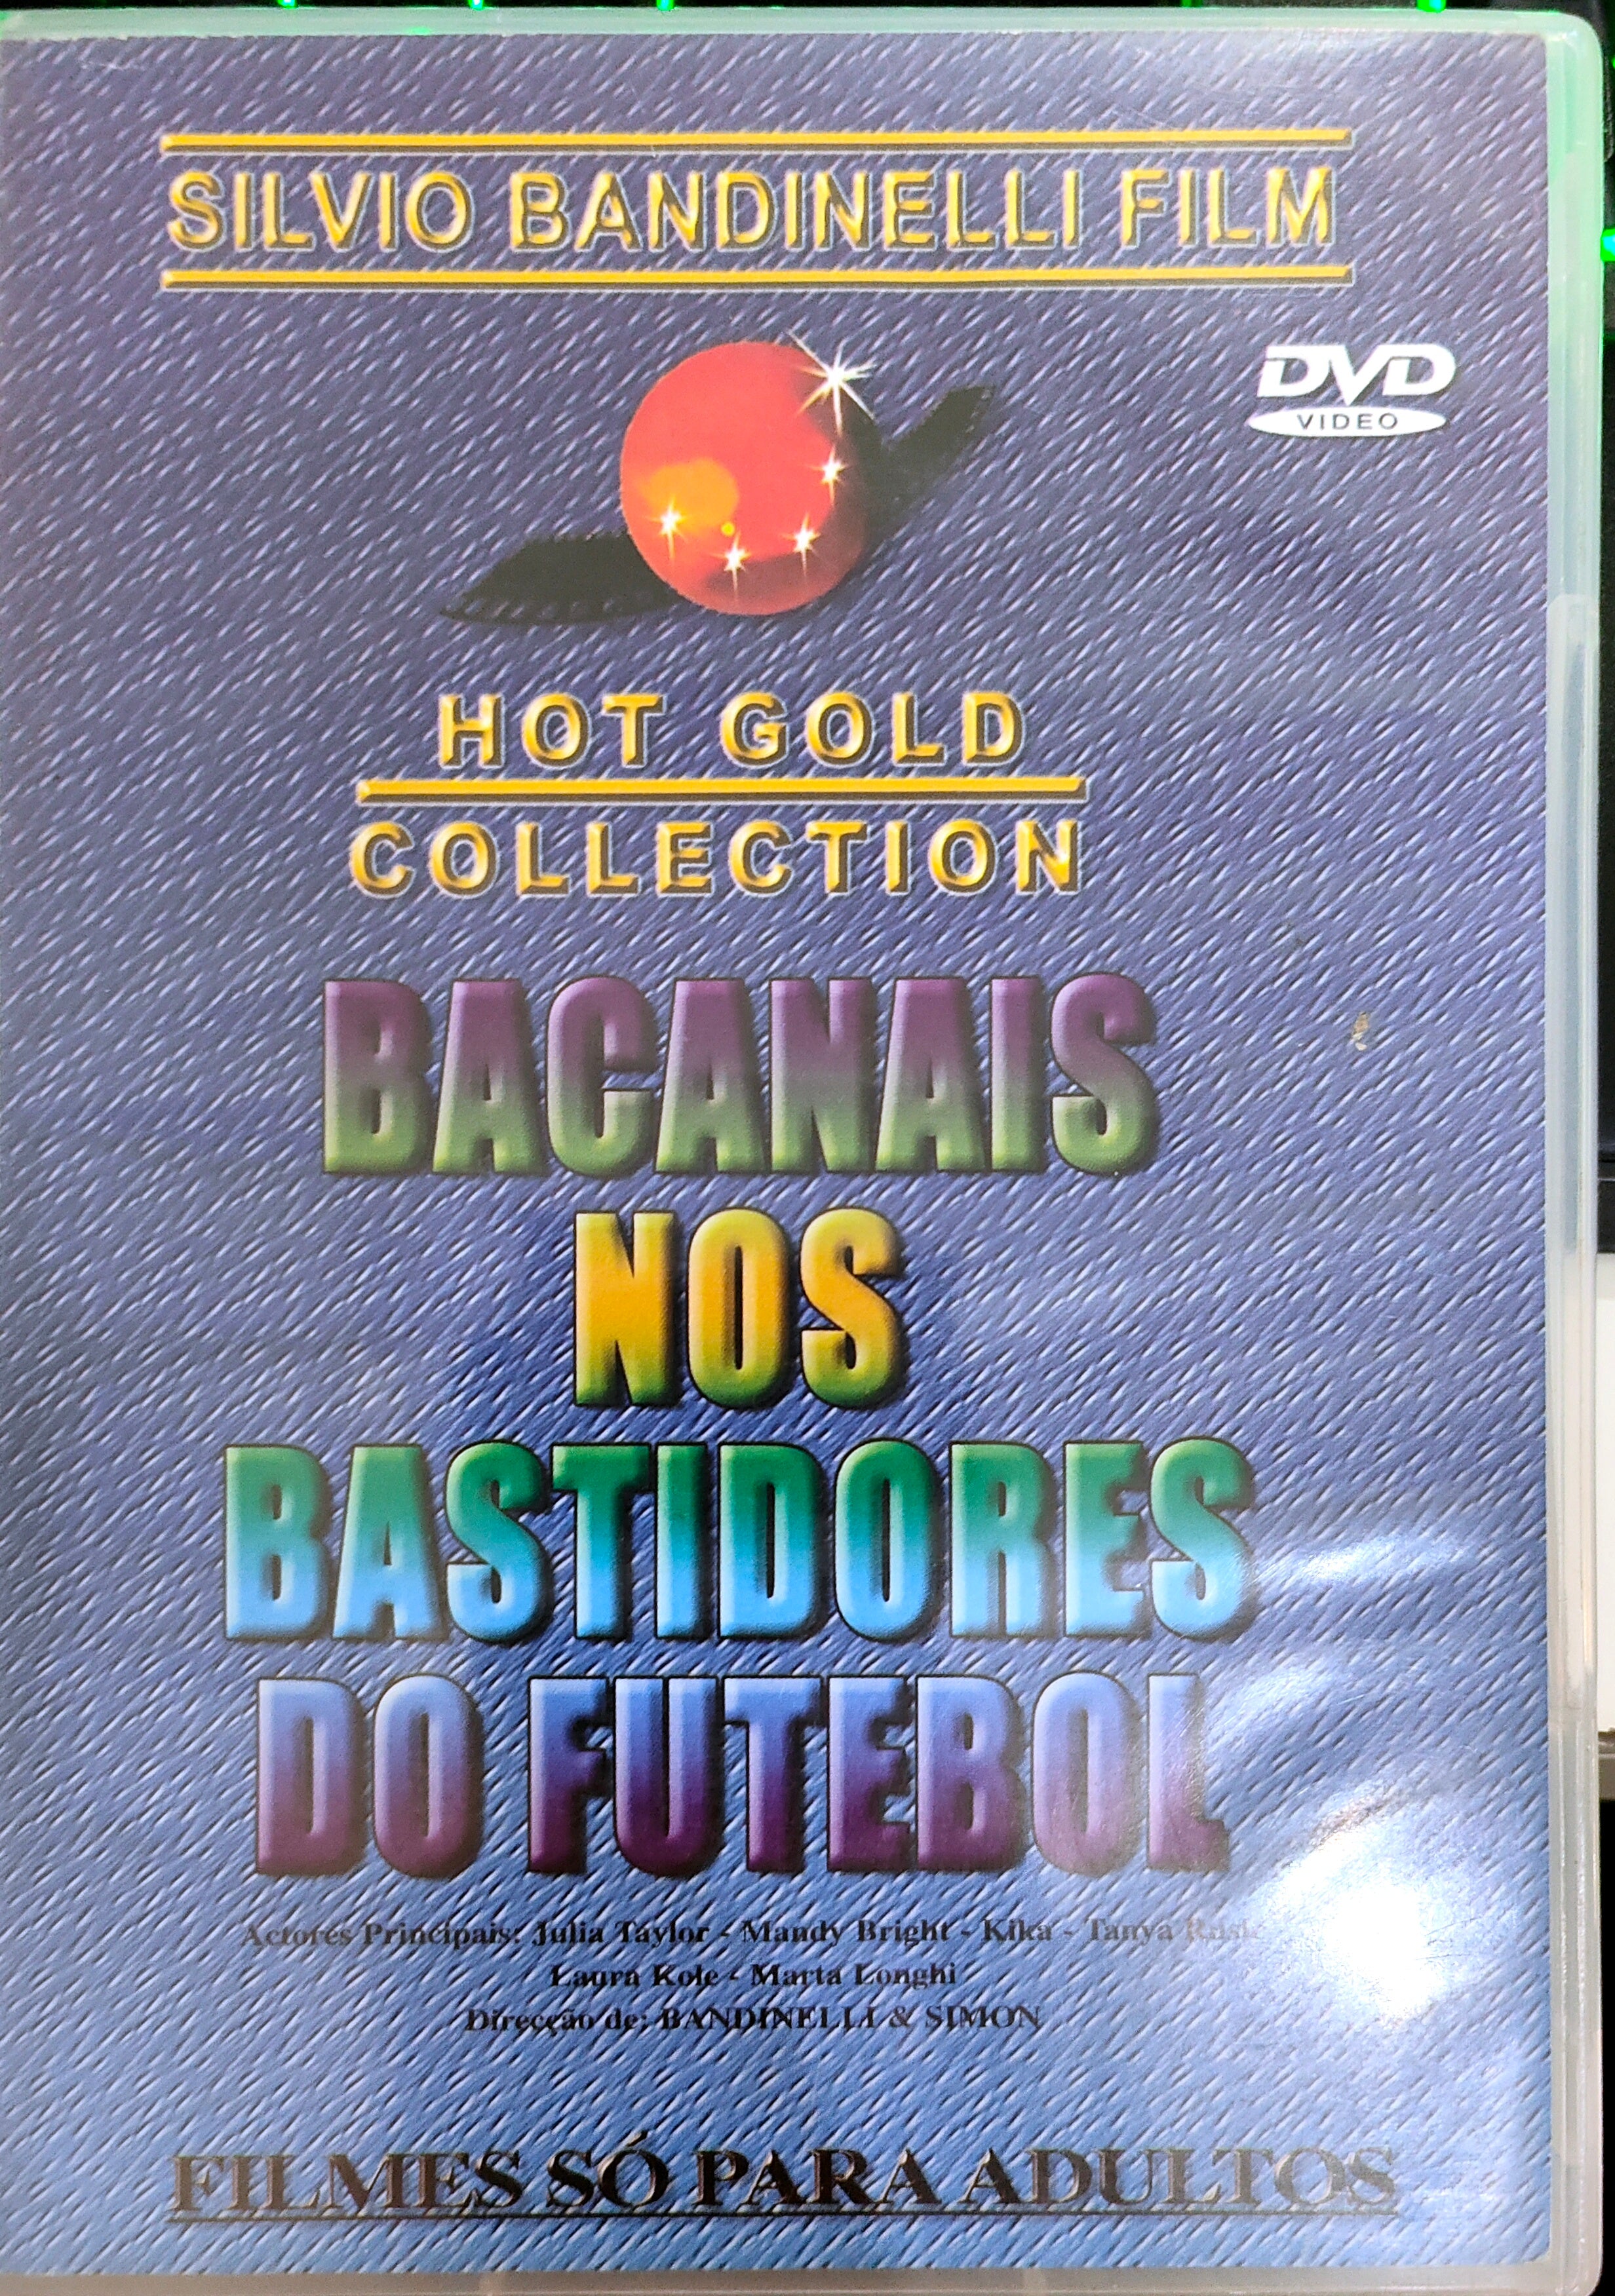 SILVIO BANDINELLI FILM
DVD
VIDEO
HOT GOLD
COLLECTION
BACANAIS
NOS
BASTIDORES
DO FUTEBOL
Actores Principais: Julia Taylor - Mandy Bright - Kika - Tanya
Laura Kole - Marta Longhi
Direcção de: BANDINELLI & SIMON
FILMES SÓ PARA ADULTOS